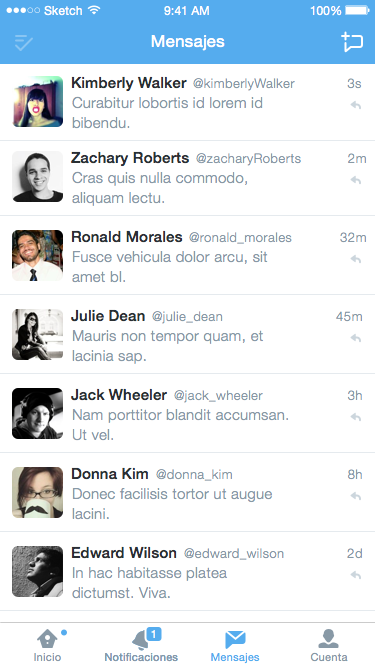 Sketch 9:41 AM 100%
Mensajes
Kimberly Walker @kimberlyWalker 3s
Curabitur lobortis id lorem id
bibendu.
Zachary Roberts @zacharyRoberts 2m
Cras quis nulla commodo,
aliquam lectu.
Ronald Morales @ronald_morales 32m
Fusce vehicula dolor arcu, sit
amet bl.
Julie Dean @julie_dean 45m
Mauris non tempor quam, et
lacinia sap.
Jack Wheeler @jack_wheeler 3h
Nam porttitor blandit accumsan.
Ut vel.
Donna Kim @donna_kim 8h
Donec facilisis tortor ut augue
lacini.
Edward Wilson @edward_wilson 2d
In hac habitasse platea
dictumst. Viva.
1
Inicio Notificaciones Mensajes Cuenta